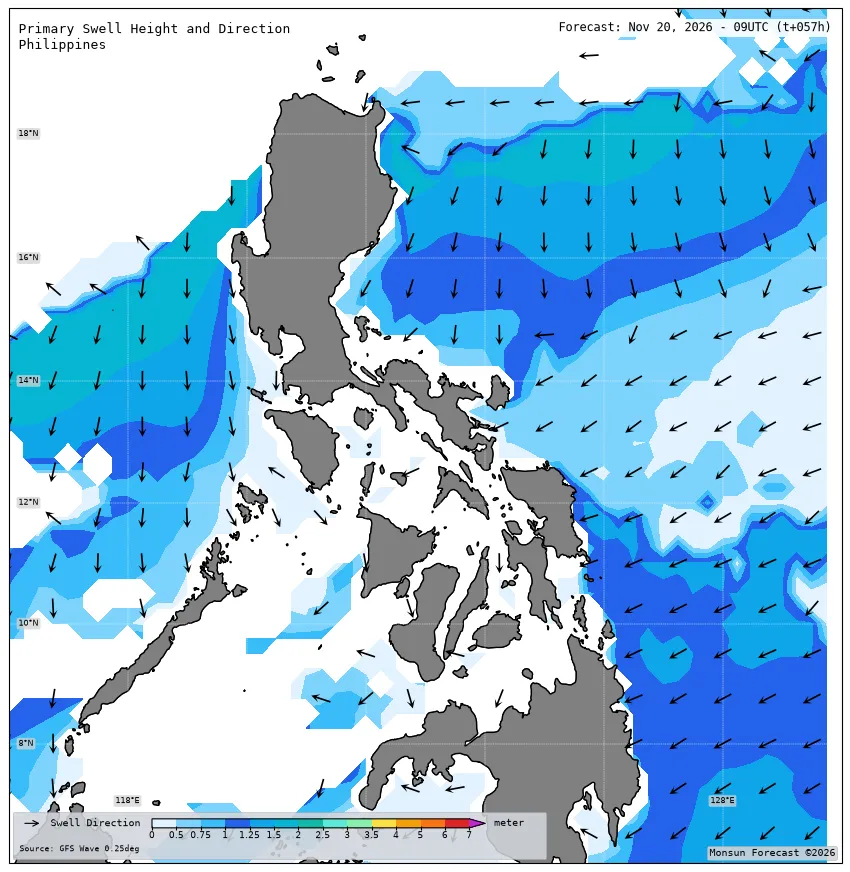 Primary Swell Height and Direction
Philippines
Forecast: Nov 20, 2026 - 09UTC (t+057h)
18°N
16°N
14°N
12°N
10°N
8°N
118°E
128°E
Swell Direction
0 0.5 0.75 1 1.25 1.5 2 2.5 3 3.5 4 5 6 7
meter
Source: GFS Wave 0.25deg
Monsun Forecast ©2026